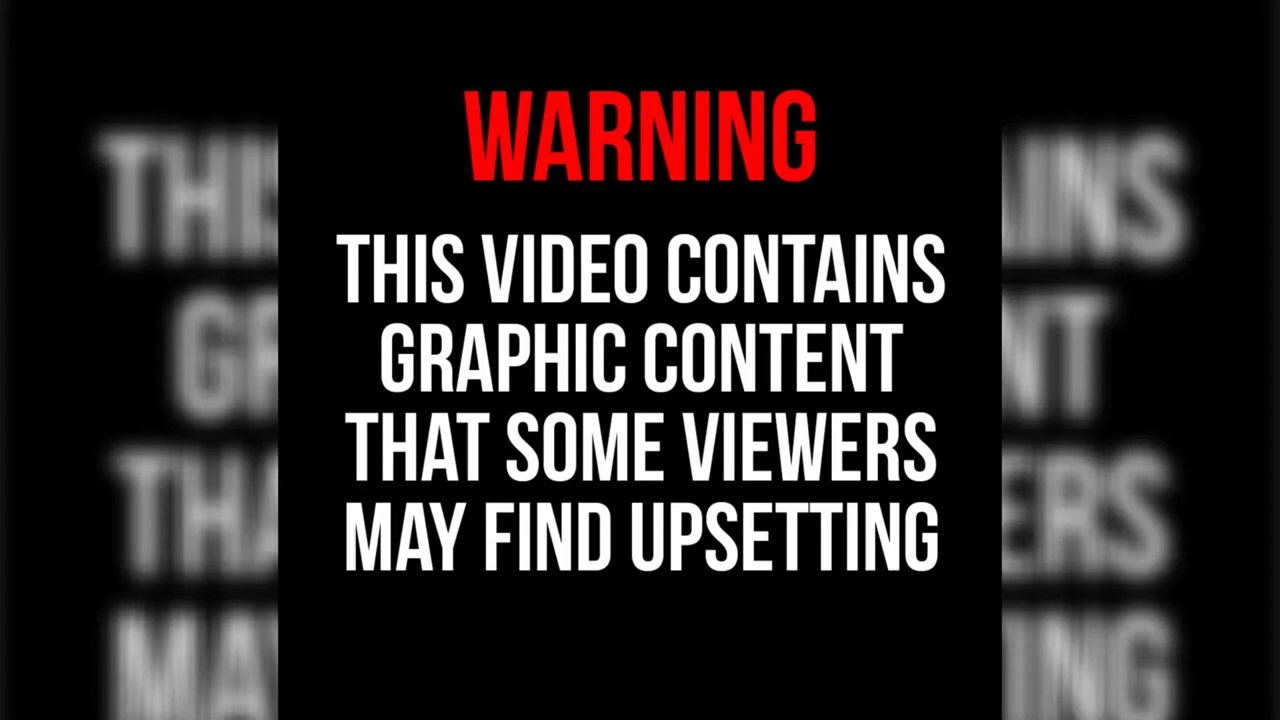 WARNING
THIS VIDEO CONTAINS
GRAPHIC CONTENT
THAT SOME VIEWERS
MAY FIND UPSETTING